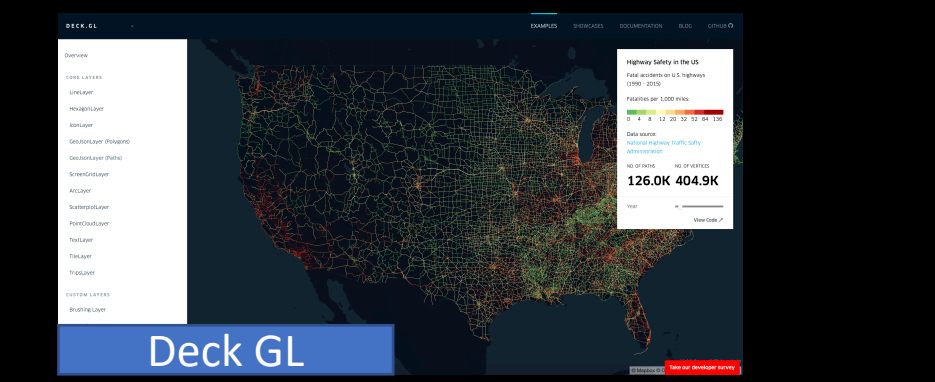 DECK.GL
EXAMPLES SHOWCASES DOCUMENTATION BLOG GITHUB
Overview
CORE LAYERS
LineLayer
HexagonLayer
IconLayer
GeoJsonLayer (Polygons)
GeoJsonLayer (Paths)
ScreenGridLayer
ArcLayer
ScatterplotLayer
PointCloudLayer
TextLayer
TileLayer
TripsLayer
CUSTOM LAYERS
Brushing Layer
Highway Safety in the US
Fatal accidents on U.S. highways
(1990 - 2015)
Fatalities per 1,000 miles:
0 4 8 12 20 32 52 84 136
Data source:
National Highway Traffic Safty
Administration
NO. OF PATHS NO. OF VERTICES
126.0K 404.9K
Year
View Code ↗
Deck GL
© Mapbox ©
Take our developer survey